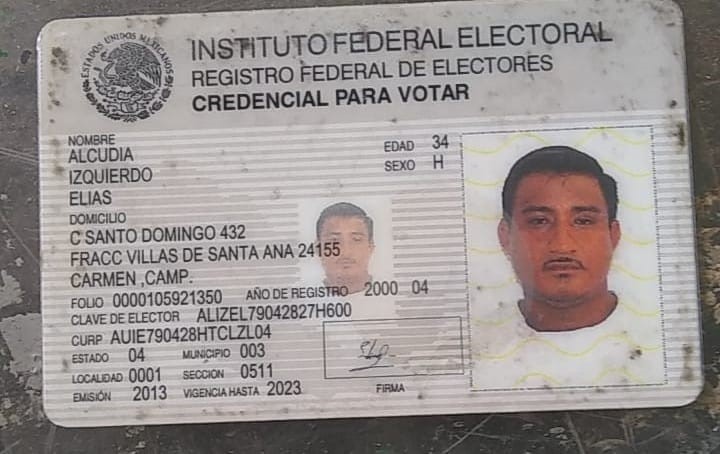 ESTADOS UNIDOS MEXICANOS
INSTITUTO FEDERAL ELECTORAL
REGISTRO FEDERAL DE ELECTORES
CREDENCIAL PARA VOTAR
NOMBRE
ALCUDIA
IZQUIERDO
ELIAS
EDAD 34
SEXO H
DOMICILIO
C SANTO DOMINGO 432
FRACC VILLAS DE SANTA ANA 24155
CARMEN ,CAMP.
FOLIO 0000105921350 AÑO DE REGISTRO 2000 04
CLAVE DE ELECTOR ALIZEL79042827H600
CURP AUIE790428HTCLZL04
ESTADO 04 MUNICIPIO 003
LOCALIDAD 0001 SECCION 0511
EMISIÓN 2013 VIGENCIA HASTA 2023
FIRMA